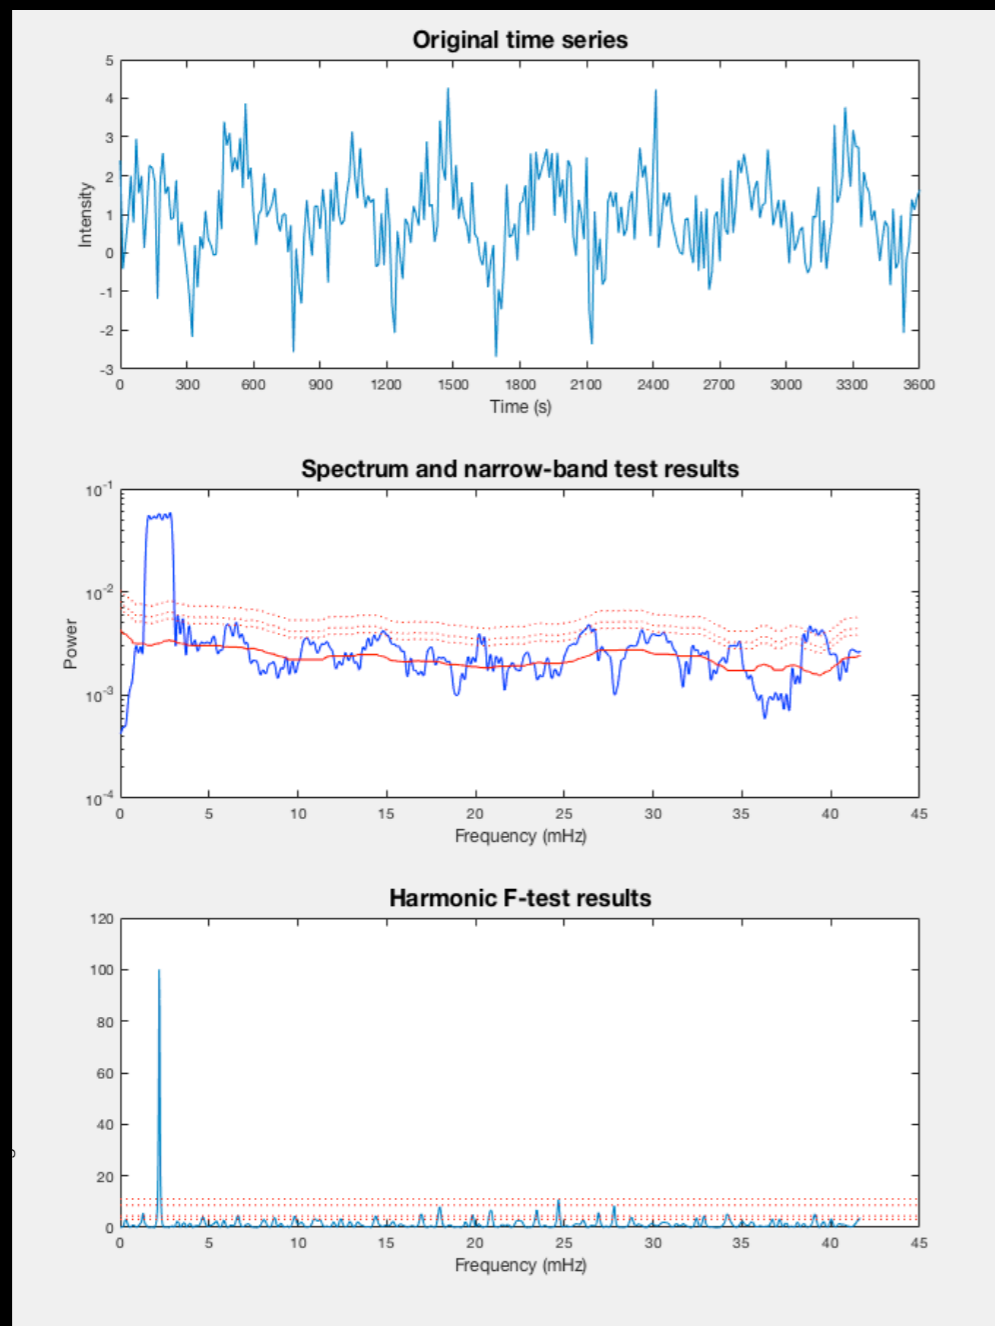 Original time series
5
4
3
2
1
0
-1
-2
-3
Intensity
0 300 600 900 1200 1500 1800 2100 2400 2700 3000 3300 3600
Time (s)
Spectrum and narrow-band test results
10-1
10-2
10-3
10-4
Power
0 5 10 15 20 25 30 35 40 45
Frequency (mHz)
Harmonic F-test results
120
100
80
60
40
20
0
0 5 10 15 20 25 30 35 40 45
Frequency (mHz)